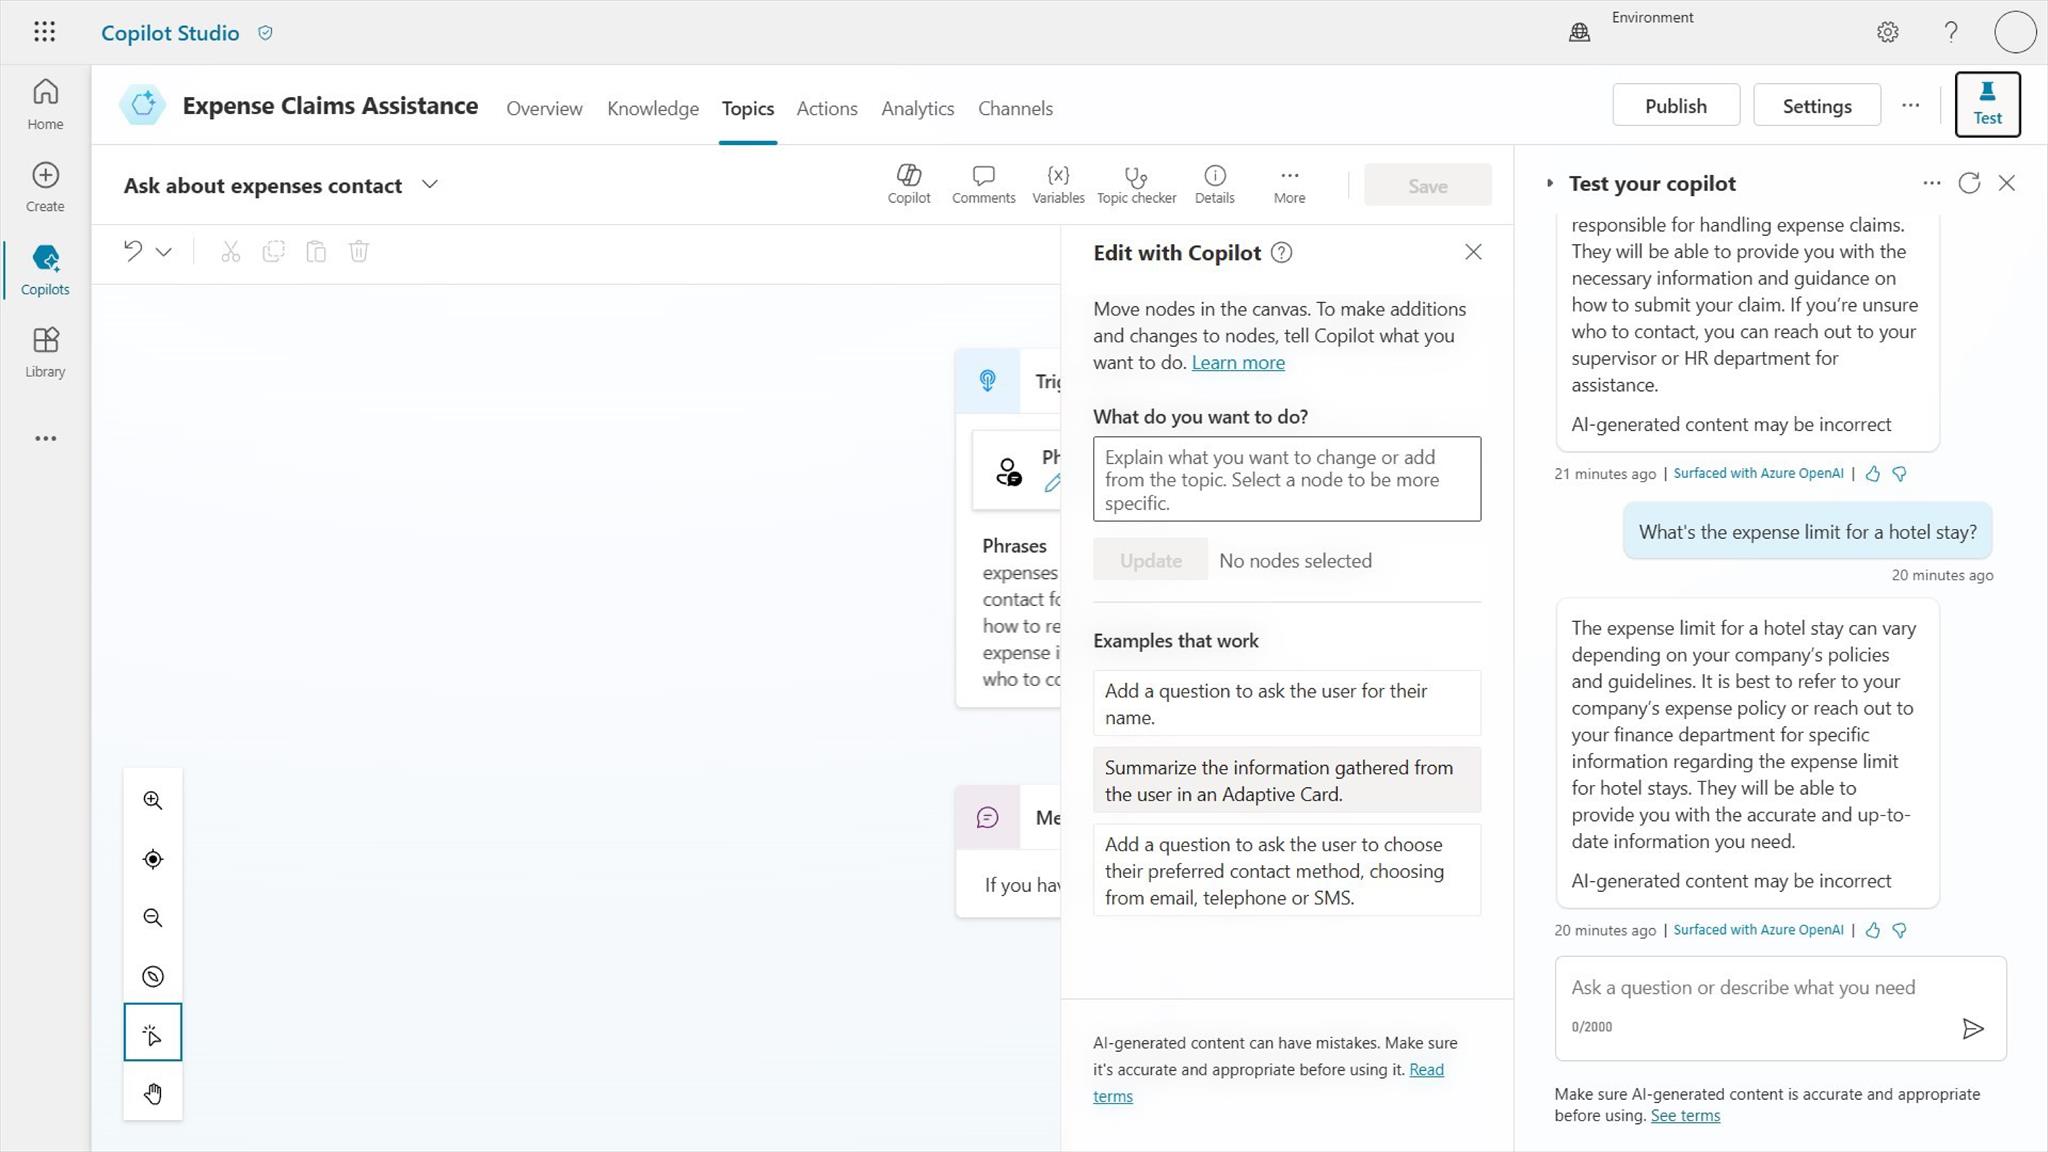 Copilot Studio
Environment
Home
Create
Copilots
Library
Expense Claims Assistance
Overview
Knowledge
Topics
Actions
Analytics
Channels
Publish
Settings
Test
Ask about expenses contact
Copilot
Comments
{x}
Variables
Topic checker
Details
More
Save
Phrases
expenses
contact
how to
expense
who to
If you
Edit with Copilot
Move nodes in the canvas. To make additions
and changes to nodes, tell Copilot what you
want to do. Learn more
What do you want to do?
Explain what you want to change or add
from the topic. Select a node to be more
specific.
Update
No nodes selected
Examples that work
Add a question to ask the user for their
name.
Summarize the information gathered from
the user in an Adaptive Card.
Add a question to ask the user to choose
their preferred contact method, choosing
from email, telephone or SMS.
AI-generated content can have mistakes. Make sure
it's accurate and appropriate before using it. Read
terms
Test your copilot
responsible for handling expense claims.
They will be able to provide you with the
necessary information and guidance on
how to submit your claim. If you’re unsure
who to contact, you can reach out to your
supervisor or HR department for
assistance.
AI-generated content may be incorrect
21 minutes ago | Surfaced with Azure OpenAI |
What's the expense limit for a hotel stay?
20 minutes ago
The expense limit for a hotel stay can vary
depending on your company’s policies
and guidelines. It is best to refer to your
company’s expense policy or reach out to
your finance department for specific
information regarding the expense limit
for hotel stays. They will be able to
provide you with the accurate and up-to-
date information you need.
AI-generated content may be incorrect
20 minutes ago | Surfaced with Azure OpenAI |
Ask a question or describe what you need
0/2000
Make sure AI-generated content is accurate and appropriate
before using. See terms